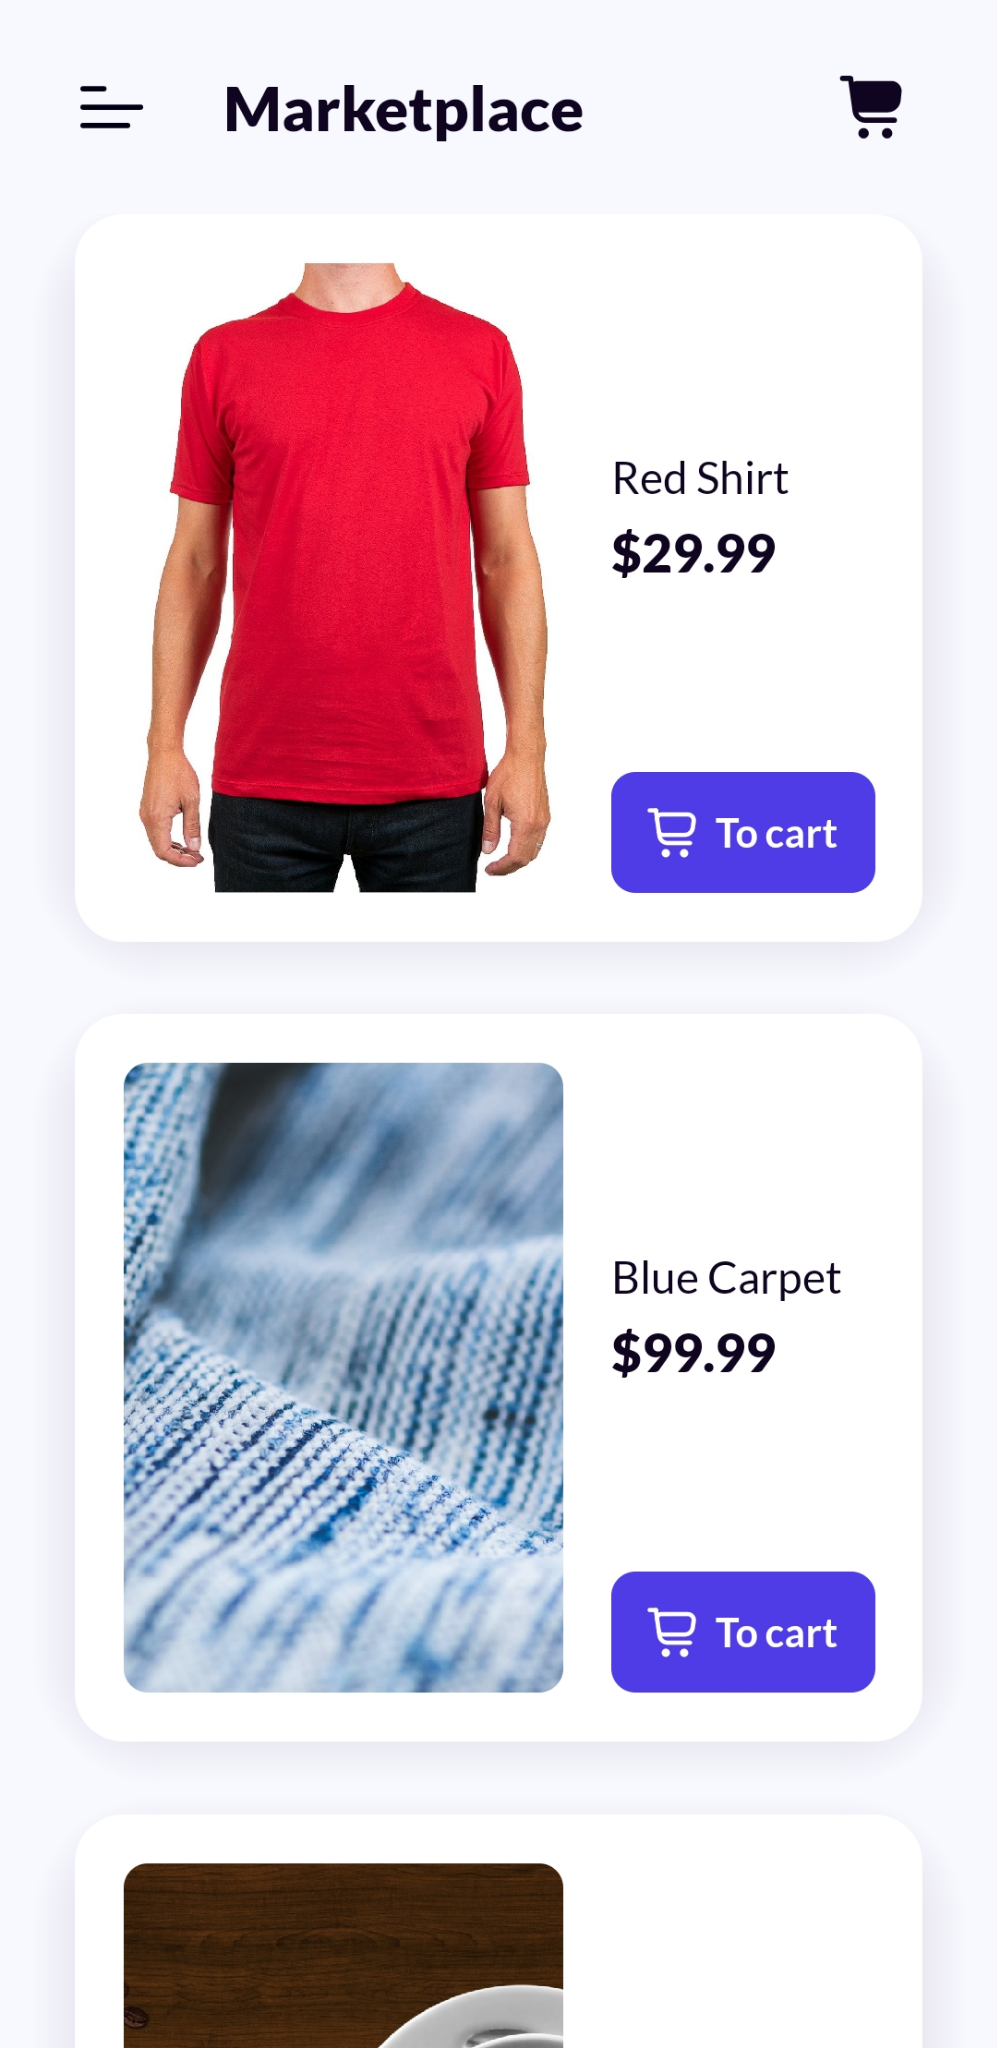 Marketplace
Red Shirt
$29.99
To cart
Blue Carpet
$99.99
To cart